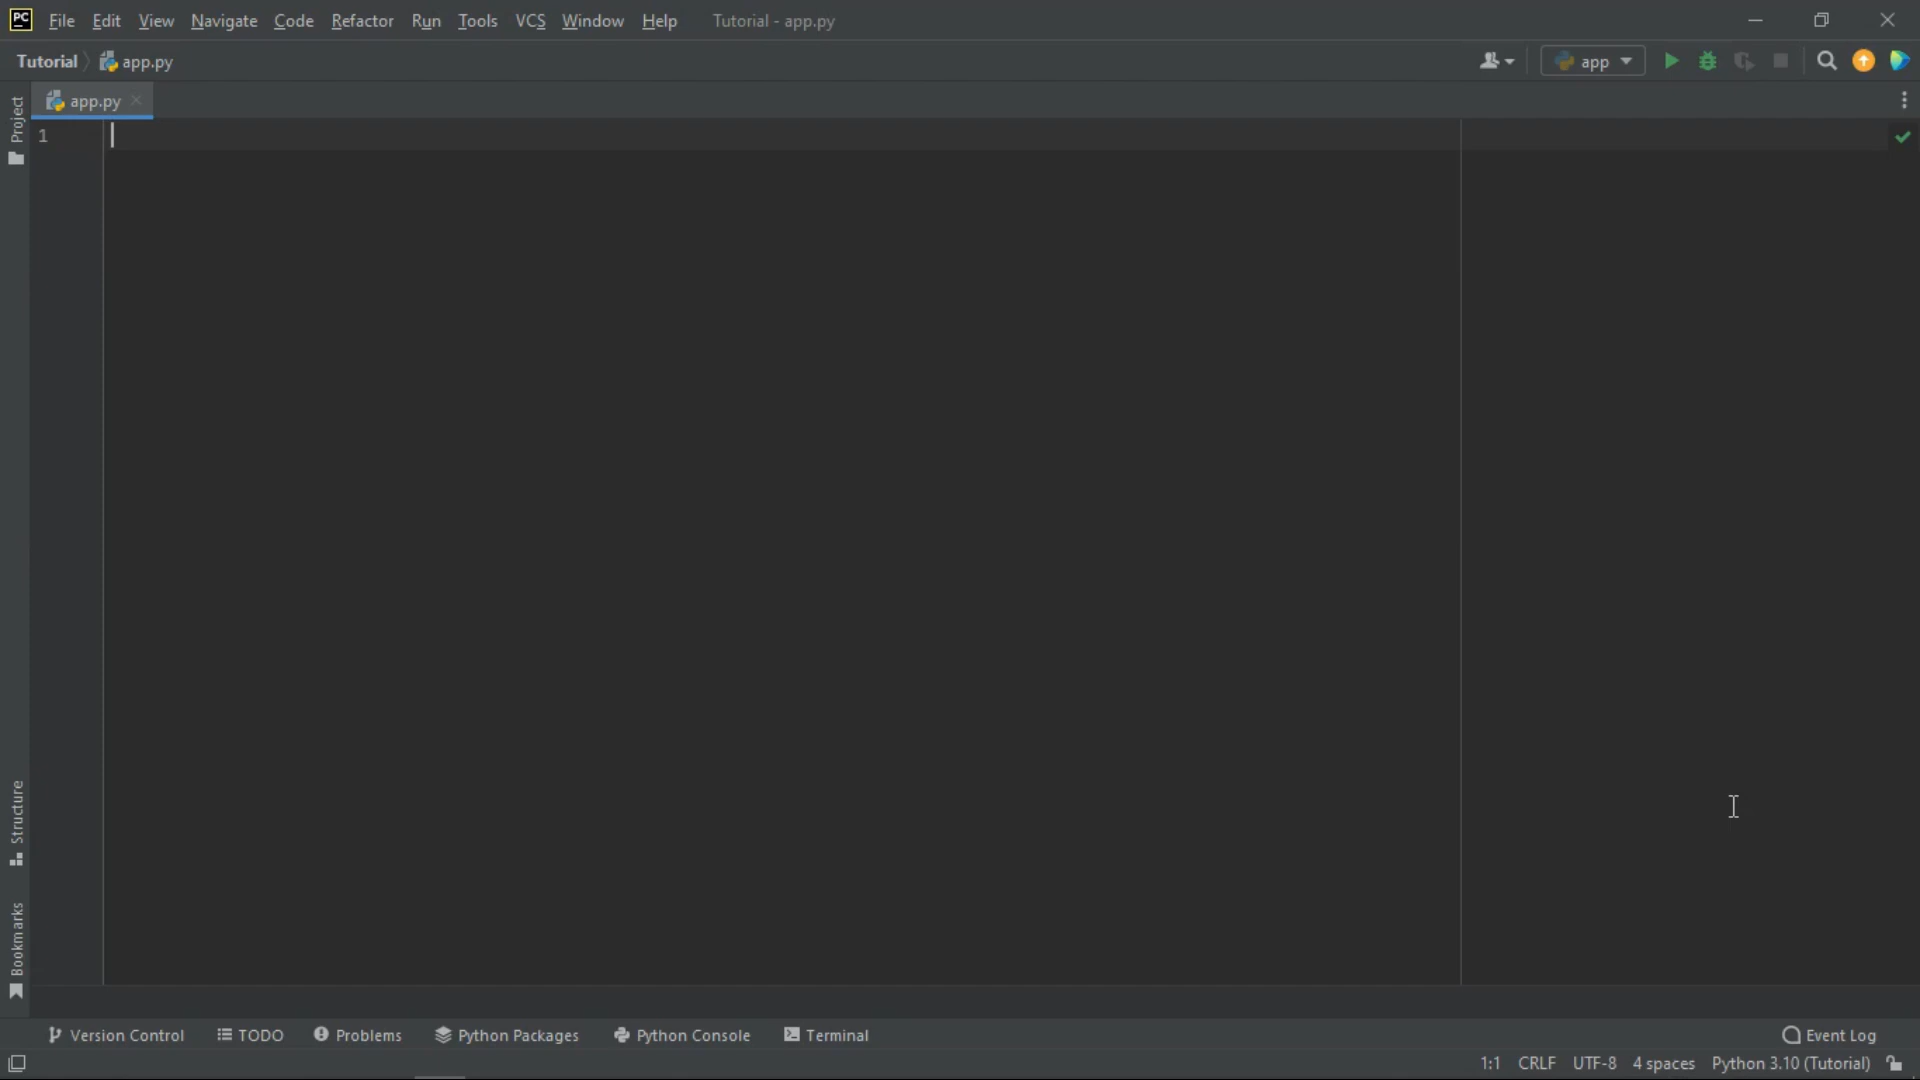 PC File Edit View Navigate Code Refactor Run Tools VCS Window Help Tutorial - app.py
Tutorial app.py app
app.py
1
Project
Structure
Bookmarks
Version Control TODO Problems Python Packages Python Console Terminal Event Log
1:1 CRLF UTF-8 4 spaces Python 3.10 (Tutorial)